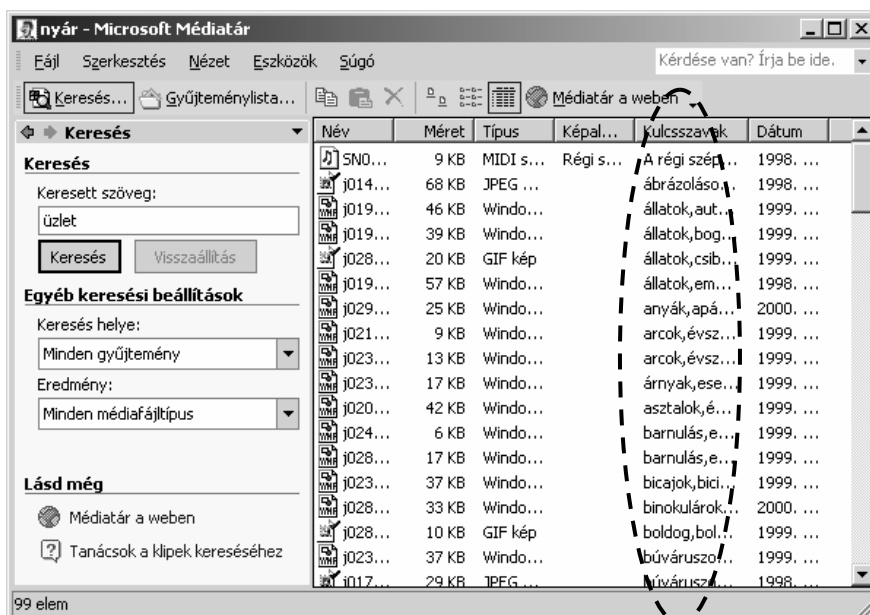 nyár - Microsoft Médiatár
Fájl Szerkesztés Nézet Eszközök Súgó Kérdése van? Írja be ide.
Keresés... Gyűjteménylista... Médiatár a weben
Keresés
Keresés
Keresett szöveg:
üzlet
Keresés Visszaállítás
Egyéb keresési beállítások
Keresés helye:
Minden gyűjtemény
Eredmény:
Minden médiafájltípus
Lásd még
Médiatár a weben
Tanácsok a klipek kereséséhez
Név Méret Típus Képal... Kulcsszavak Dátum
SN0... 9 KB MIDI s... Régi s... A régi szép... 1998. ...
j014... 68 KB JPEG ... ábrázoláso... 1998. ...
j019... 46 KB Windo... állatok,aut... 1999. ...
j019... 39 KB Windo... állatok,bog... 1999. ...
j028... 20 KB GIF kép állatok,csib... 1999. ...
j019... 57 KB Windo... állatok,em... 1998. ...
j029... 25 KB Windo... anyák,apá... 2000. ...
j021... 9 KB Windo... arcok,évsz... 1999. ...
j023... 13 KB Windo... arcok,évsz... 1999. ...
j023... 17 KB Windo... árnyak,ese... 1999. ...
j020... 42 KB Windo... asztalok,é... 1999. ...
j024... 6 KB Windo... barnulás,e... 1999. ...
j028... 17 KB Windo... barnulás,e... 1999. ...
j023... 37 KB Windo... bicajok,bici... 1999. ...
j028... 33 KB Windo... binokulárok... 2000. ...
j028... 10 KB GIF kép boldog,bol... 1999. ...
j023... 37 KB Windo... búváruszo... 1999. ...
j017... 29 KB JPEG ... búváruszo... 1998. ...
99 elem